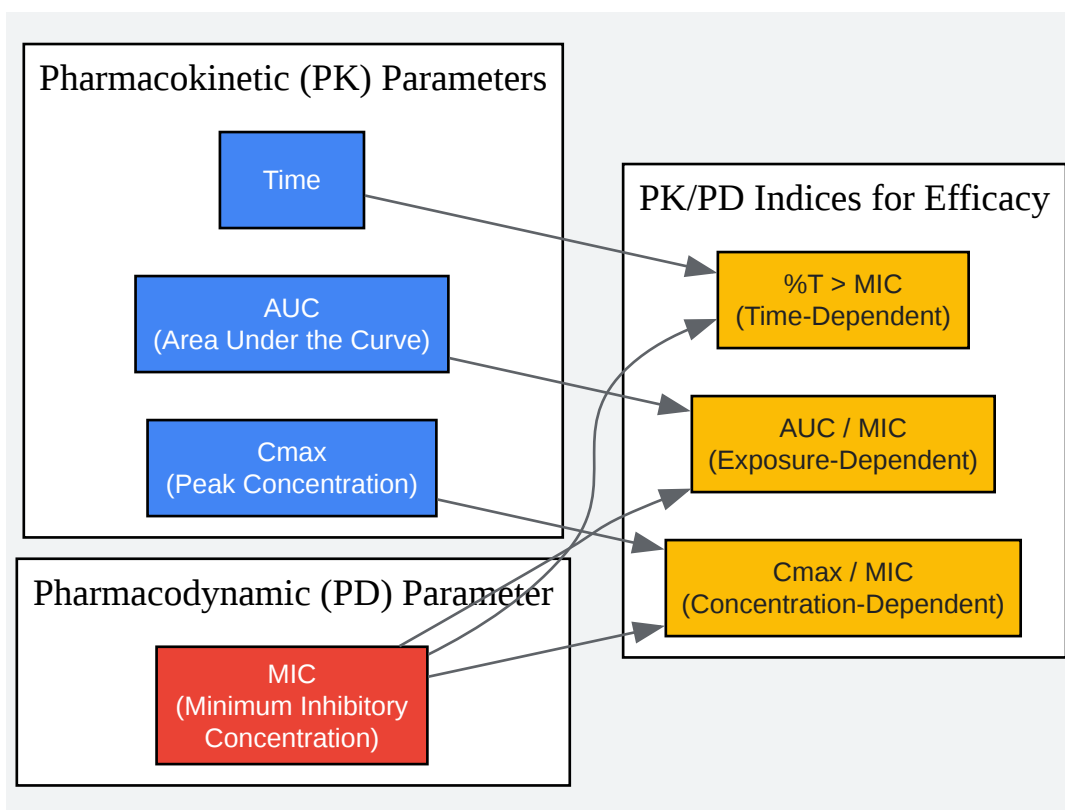 Pharmacokinetic (PK) Parameters
Time
AUC
(Area Under the Curve)
Cmax
(Peak Concentration)
Pharmacodynamic (PD) Parameter
MIC
(Minimum Inhibitory
Concentration)
PK/PD Indices for Efficacy
%T > MIC
(Time-Dependent)
AUC / MIC
(Exposure-Dependent)
Cmax / MIC
(Concentration-Dependent)